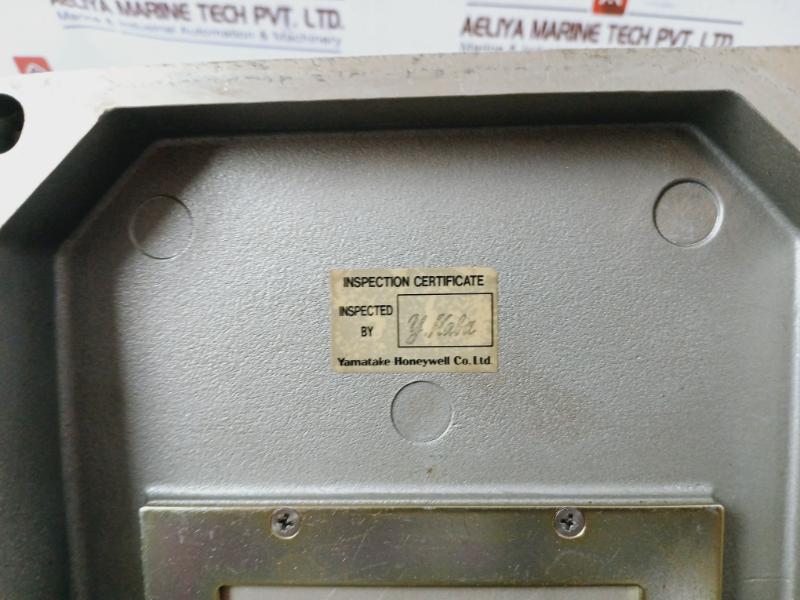 AELIYA MARINE TECH PVT. LTD.
Marine & Industrial Automation & Machinery
AELIYA MARINE TECH PVT. LTD.
INSPECTION CERTIFICATE
INSPECTED
BY
Y. Kaba
Yamatake Honeywell Co. Ltd.